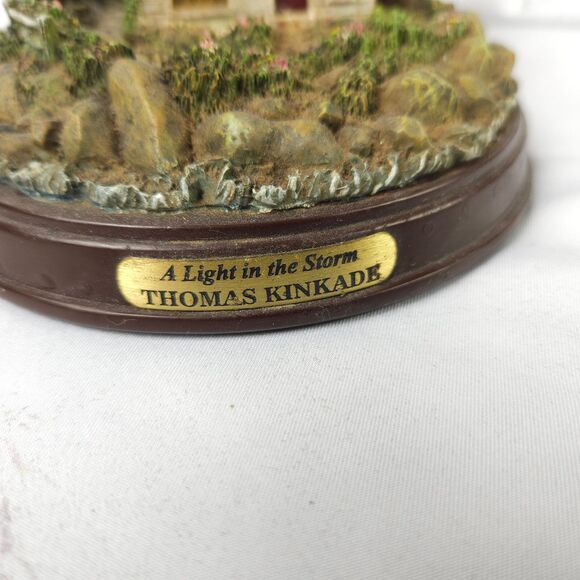 A Light in the Storm
THOMAS KINKADE